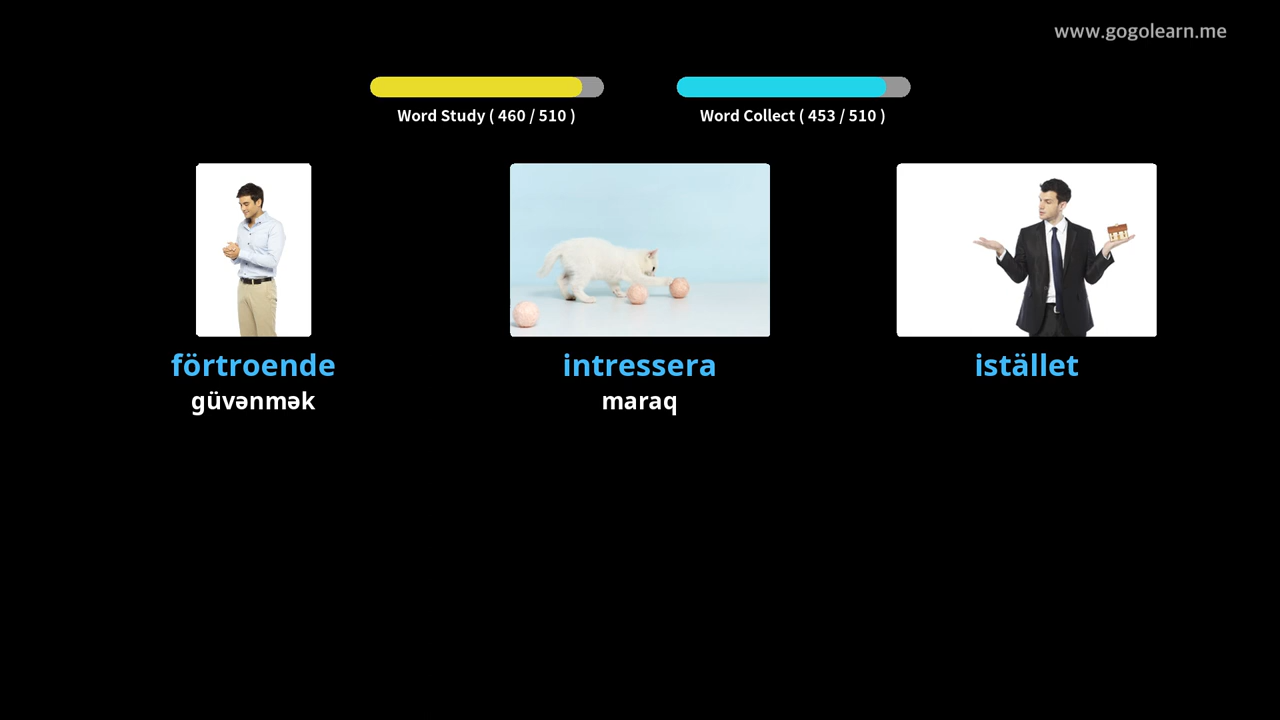 www.gogolearn.me
Word Study ( 460 / 510 )
Word Collect ( 453 / 510 )
förtroende
intressera
istället
güvənmək
maraq